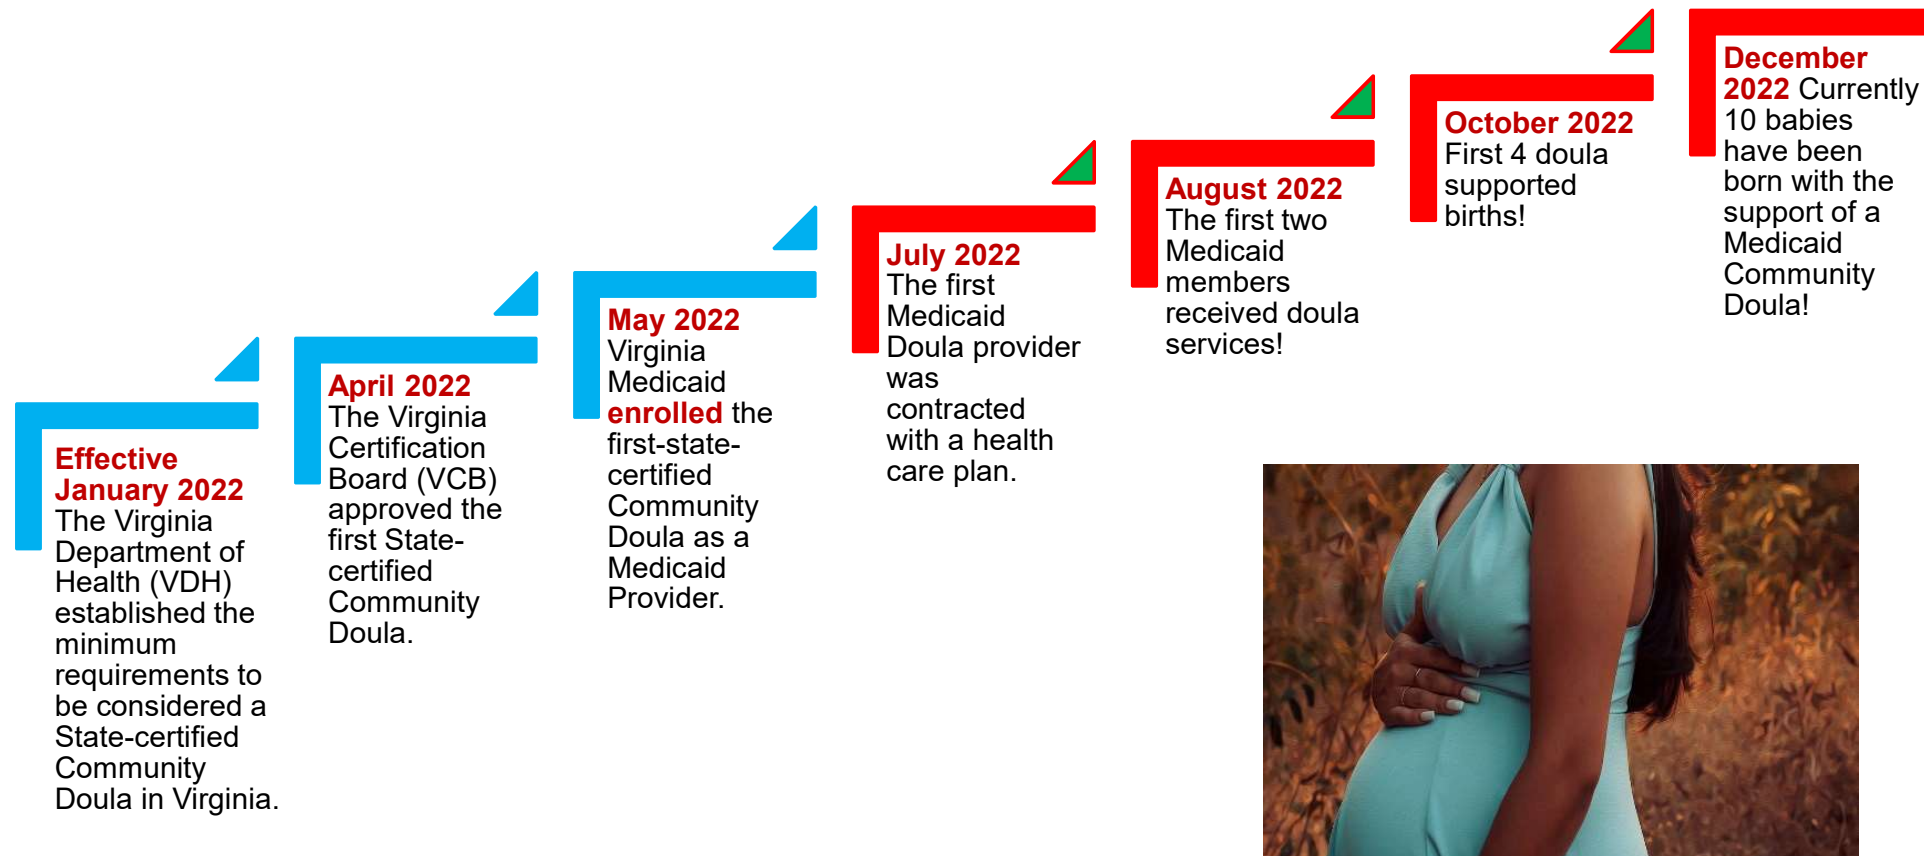 Effective
January 2022
The Virginia
Department of
Health (VDH)
established the
minimum
requirements to
be considered a
State-certified
Community
Doula in Virginia.
April 2022
The Virginia
Certification
Board (VCB)
approved the
first State-
certified
Community
Doula.
May 2022
Virginia
Medicaid
enrolled the
first-state-
certified
Community
Doula as a
Medicaid
Provider.
July 2022
The first
Medicaid
Doula provider
was
contracted
with a health
care plan.
August 2022
The first two
Medicaid
members
received doula
services!
October 2022
First 4 doula
supported
births!
December
2022 Currently
10 babies
have been
born with the
support of a
Medicaid
Community
Doula!